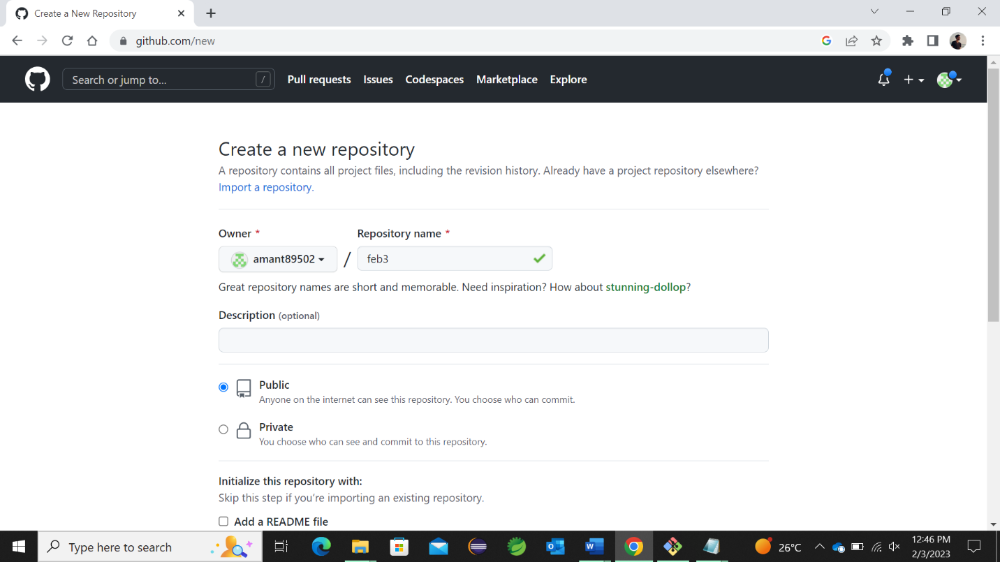 Create a New Repository
github.com/new
Search or jump to... /
Pull requests Issues Codespaces Marketplace Explore
Create a new repository
A repository contains all project files, including the revision history. Already have a project repository elsewhere?
Import a repository.
Owner * Repository name *
amant89502 / feb3
Great repository names are short and memorable. Need inspiration? How about stunning-dollop?
Description (optional)
Public
Anyone on the internet can see this repository. You choose who can commit.
Private
You choose who can see and commit to this repository.
Initialize this repository with:
Skip this step if you’re importing an existing repository.
Add a README file
Type here to search
26°C
12:46 PM
2/3/2023